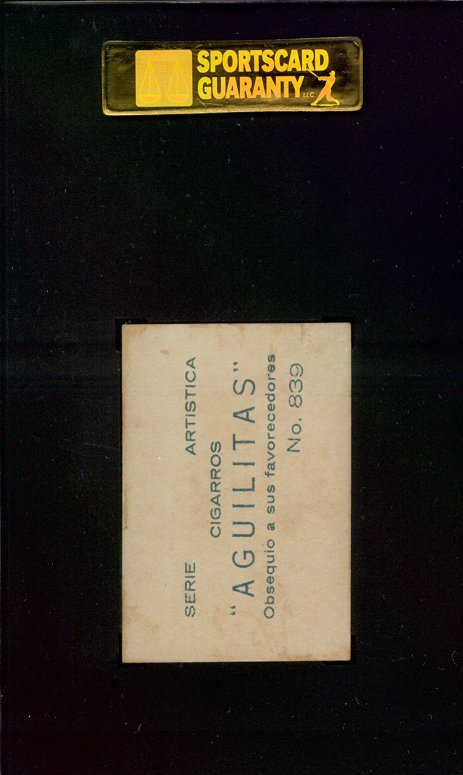 SPORTSCARD
GUARANTY LLC
SERIE ARTISTICA
CIGARROS
"AGUILITAS"
Obsequio a sus favorecedores
No. 839